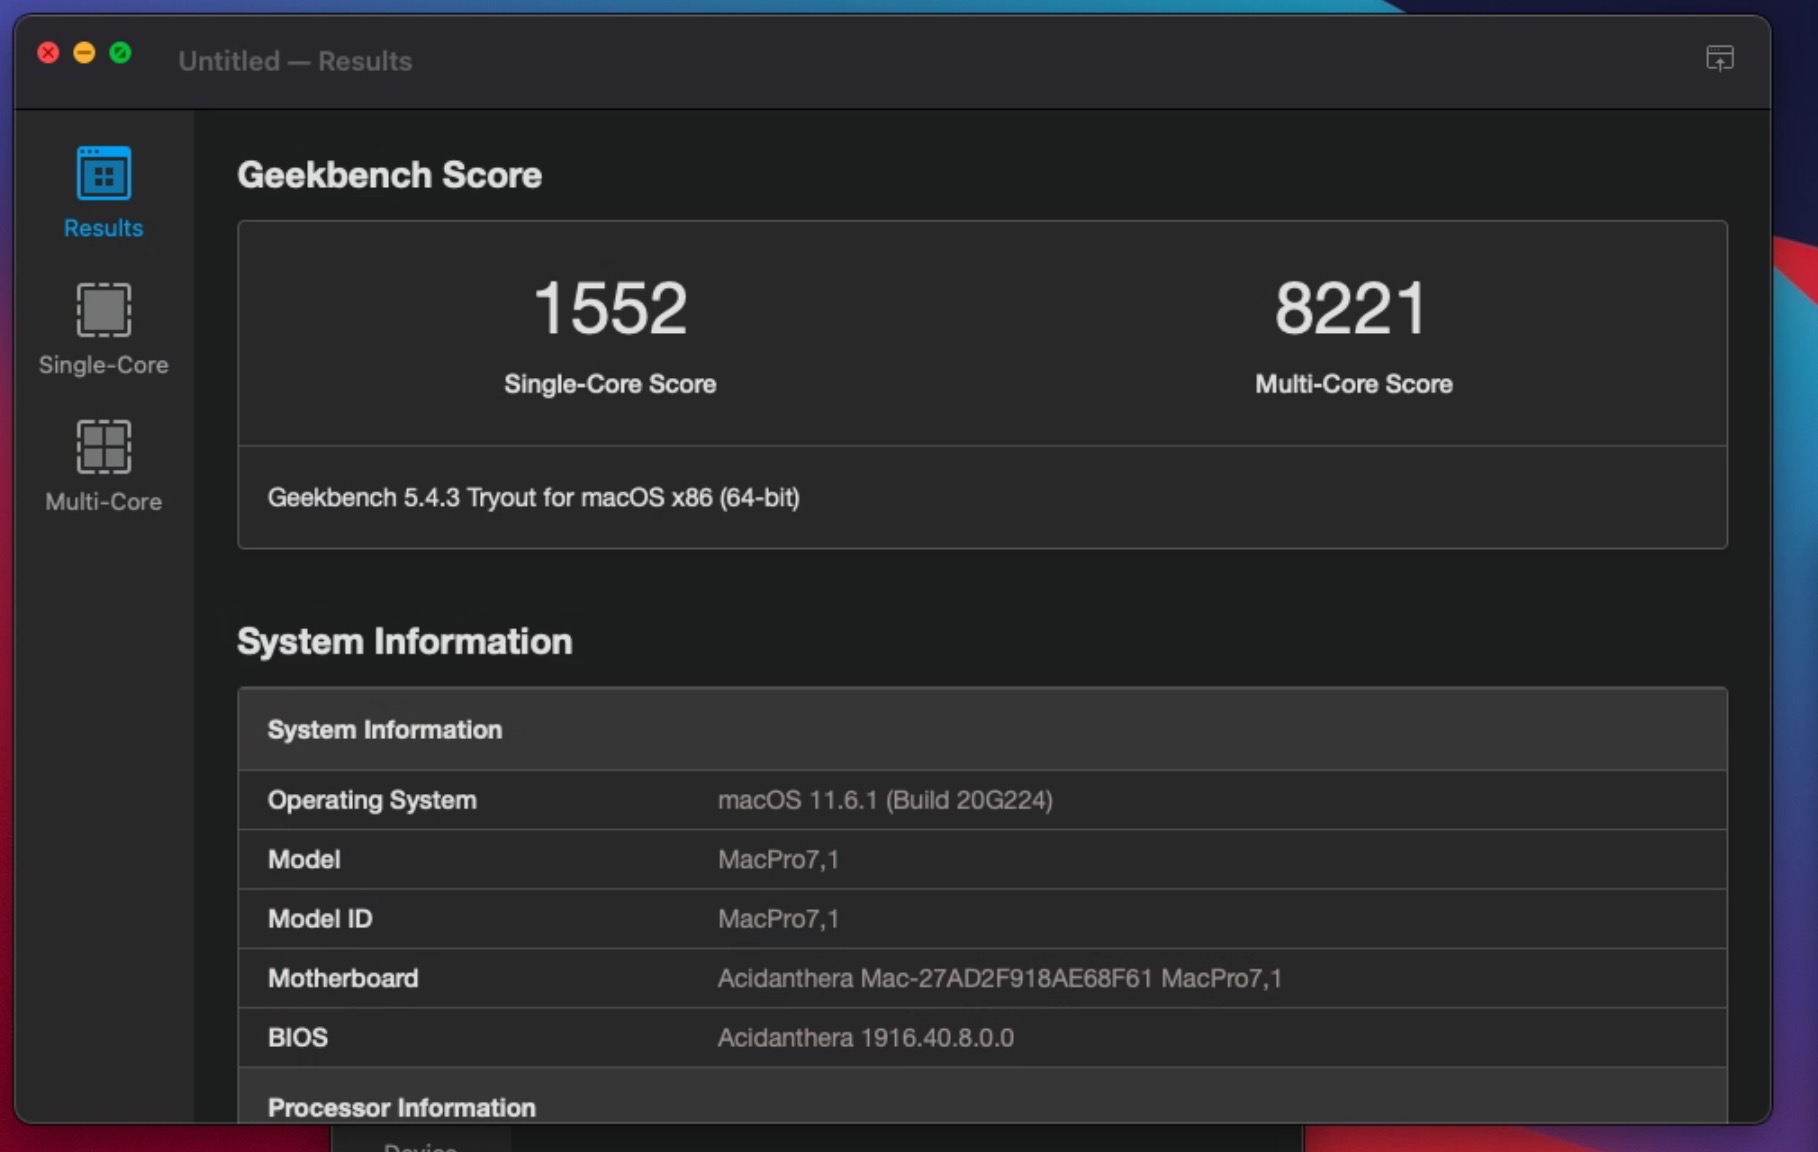 Untitled — Results
Results
Single-Core
Multi-Core
Geekbench Score
1552
Single-Core Score
8221
Multi-Core Score
Geekbench 5.4.3 Tryout for macOS x86 (64-bit)
System Information
System Information
Operating System macOS 11.6.1 (Build 20G224)
Model MacPro7,1
Model ID MacPro7,1
Motherboard Acidanthera Mac-27AD2F918AE68F61 MacPro7,1
BIOS Acidanthera 1916.40.8.0.0
Processor Information
Device